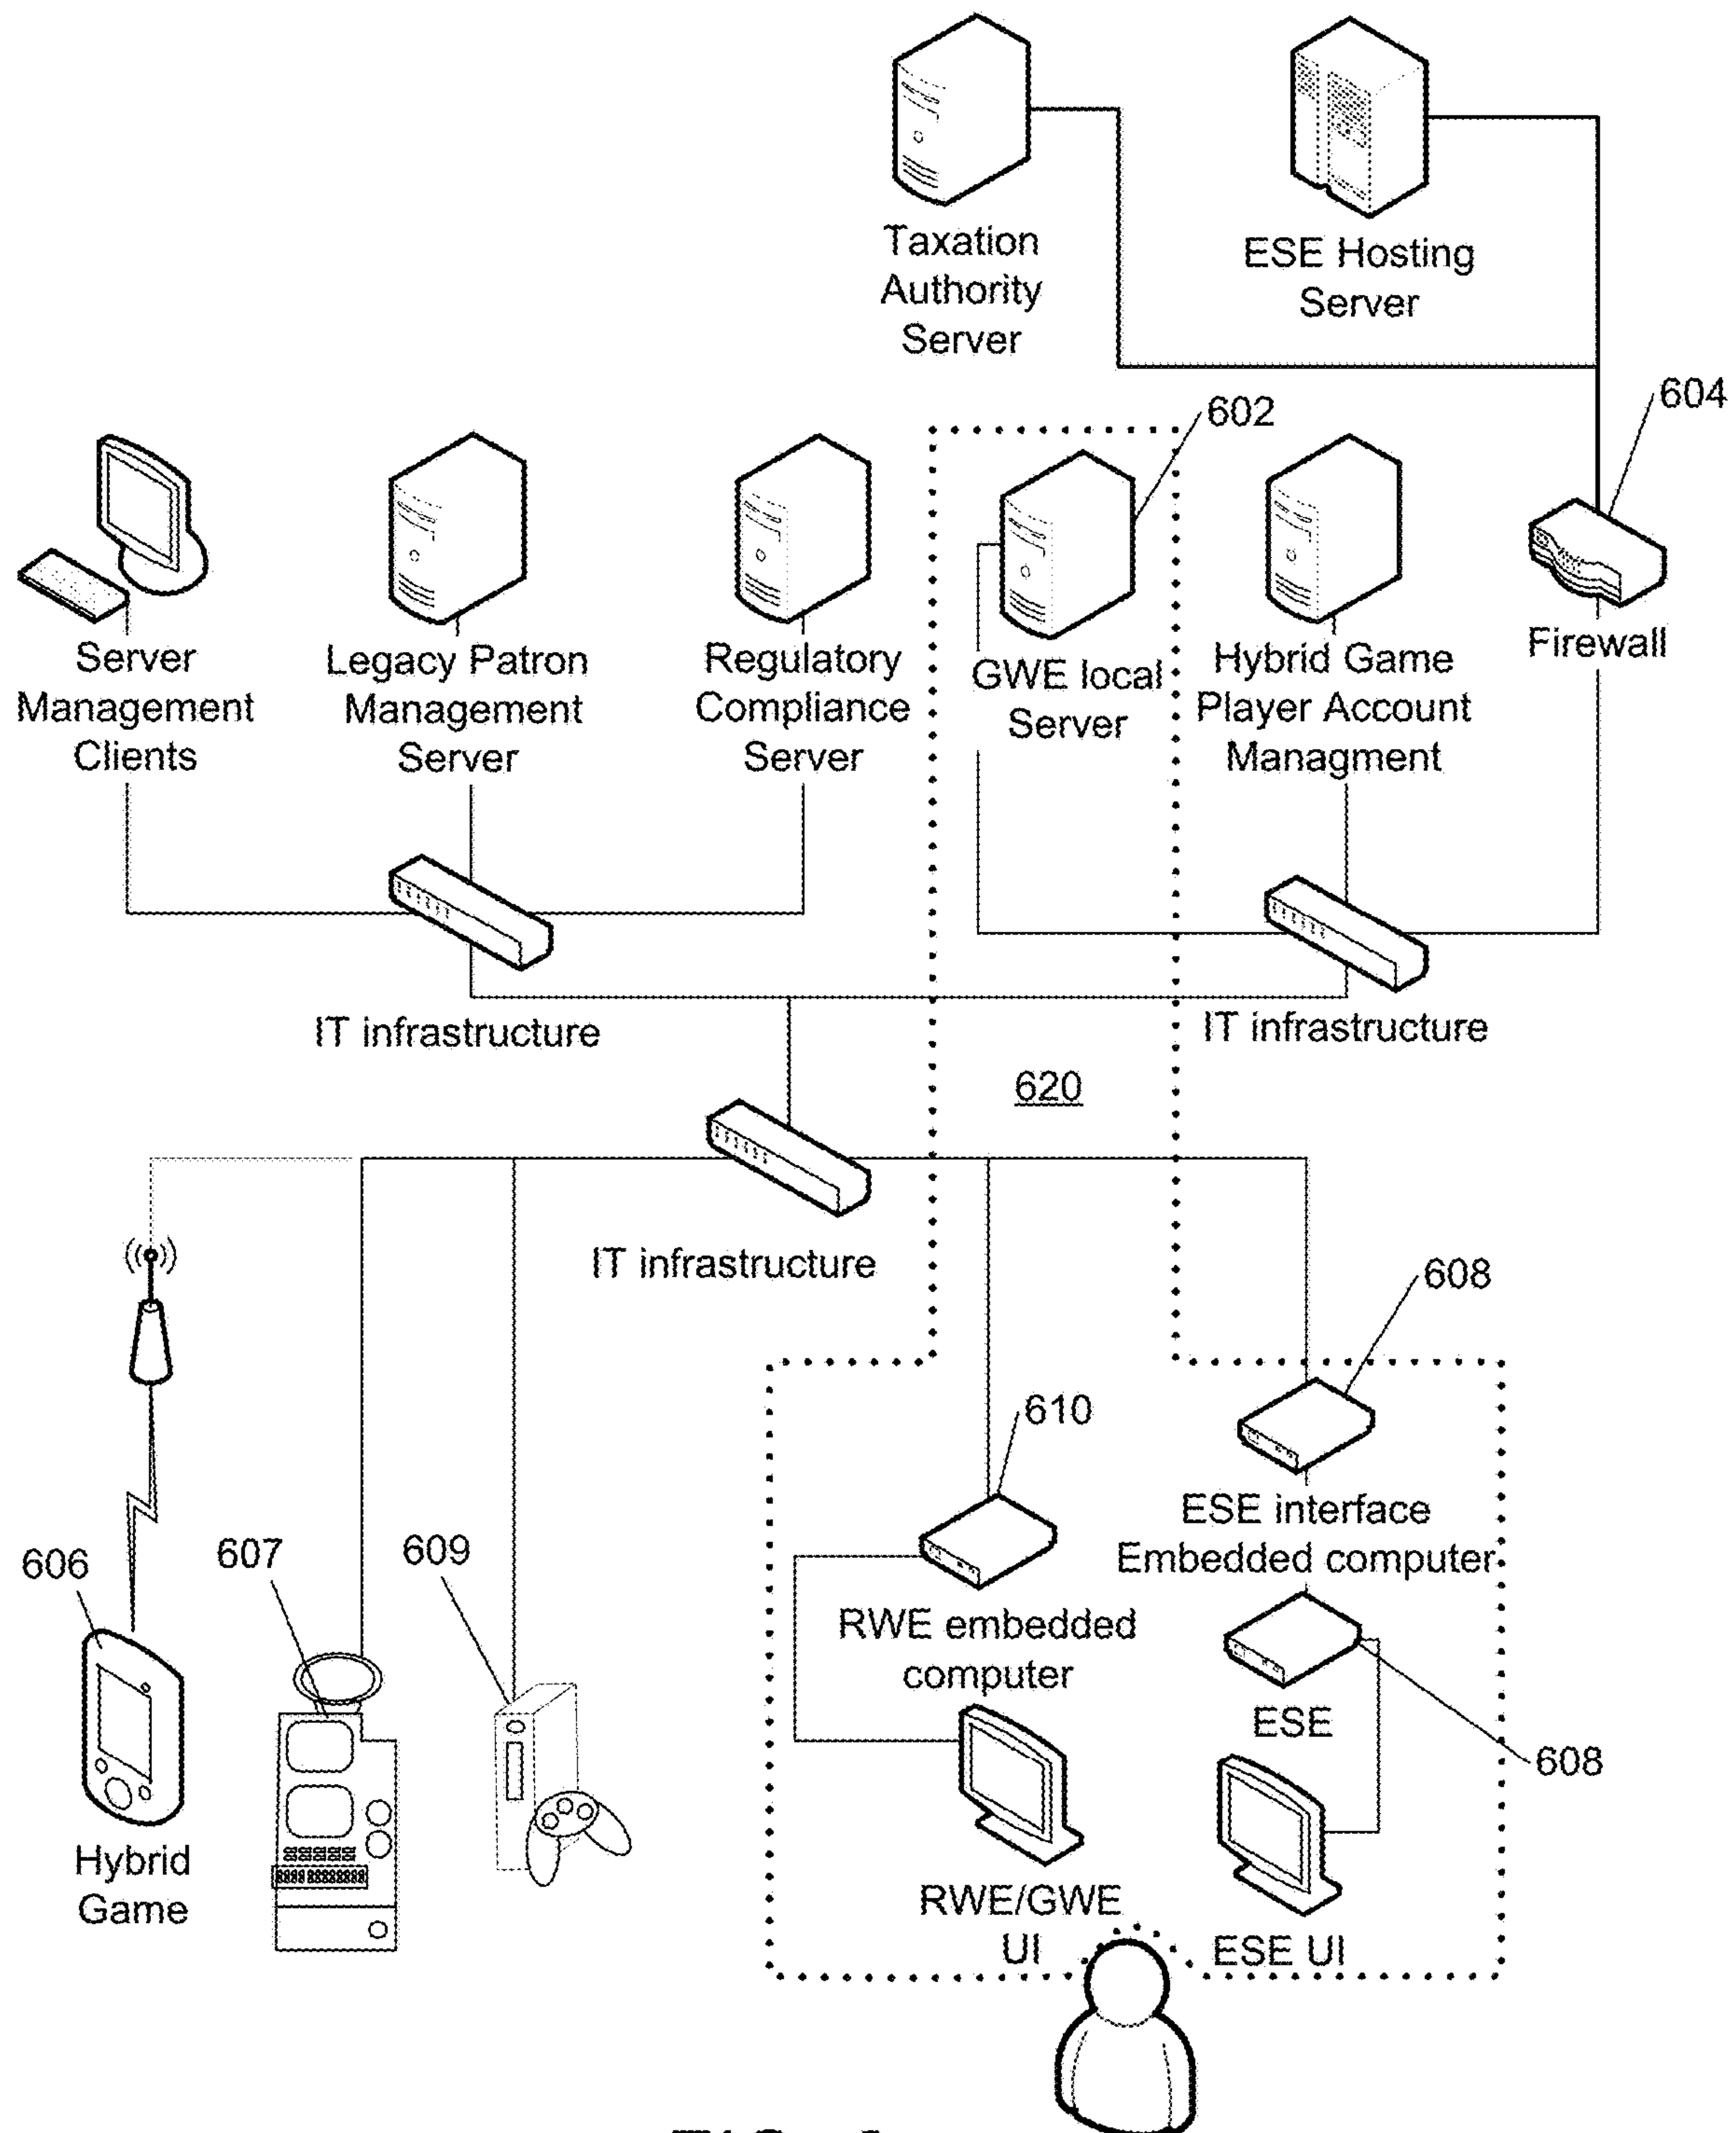 Taxation
Authority
Server
ESE Hosting
Server
604
602
Server
Management
Clients
Legacy Patron
Management
Server
Regulatory
Compliance
Server
GWE local
Server
Hybrid Game
Player Account
Managment
Firewall
IT infrastructure
IT infrastructure
620
IT infrastructure
608
610
ESE interface
Embedded computer
606
607
609
RWE embedded
computer
ESE
608
Hybrid
Game
RWE/GWE
UI
ESE UI